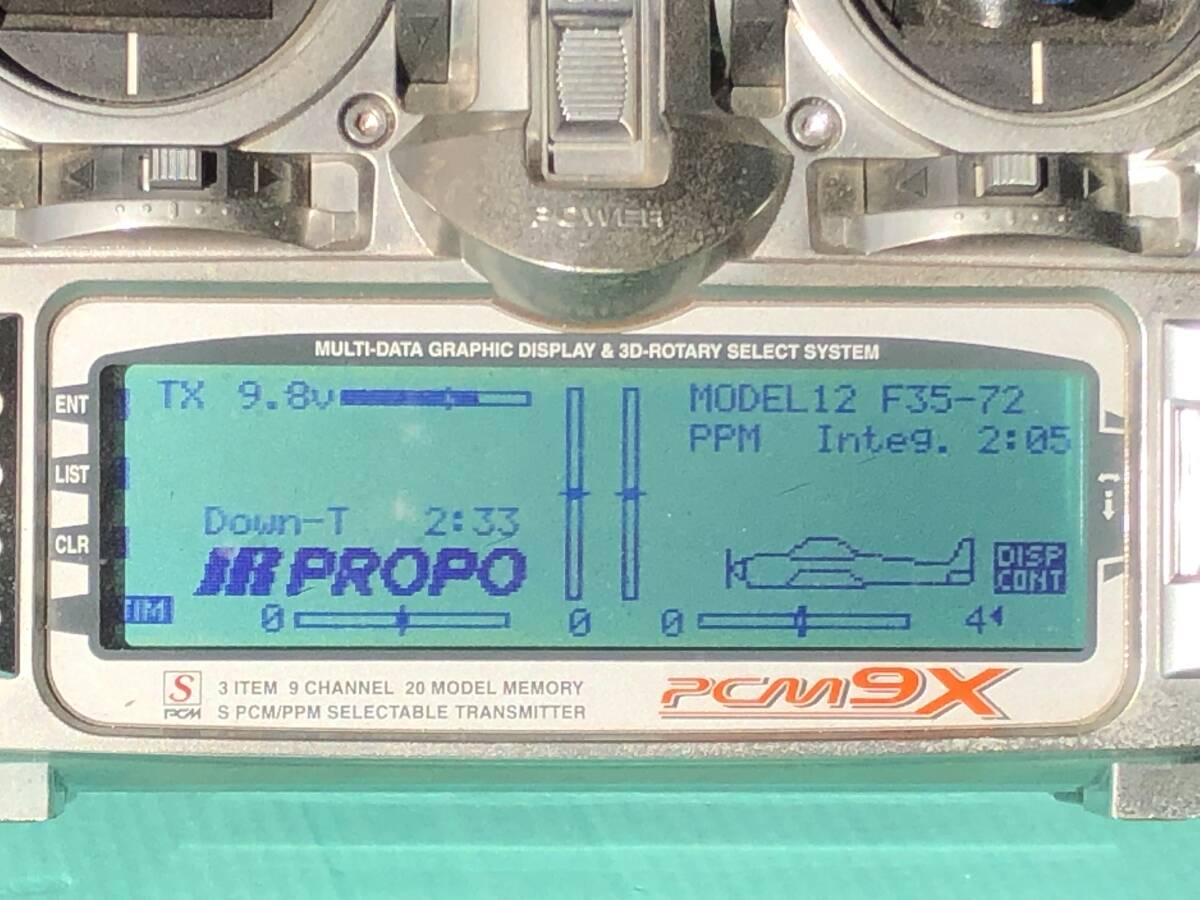 POWER
MULTI-DATA GRAPHIC DISPLAY & 3D-ROTARY SELECT SYSTEM
ENT
LIST
CLR
TX 9.8v
MODEL12 F35-72
PPM Integ. 2:05
Down-T 2:33
JR PROPO
DISP
CONT
0
0
0
4
S
PCM
3 ITEM 9 CHANNEL 20 MODEL MEMORY
S PCM/PPM SELECTABLE TRANSMITTER
PCM9X